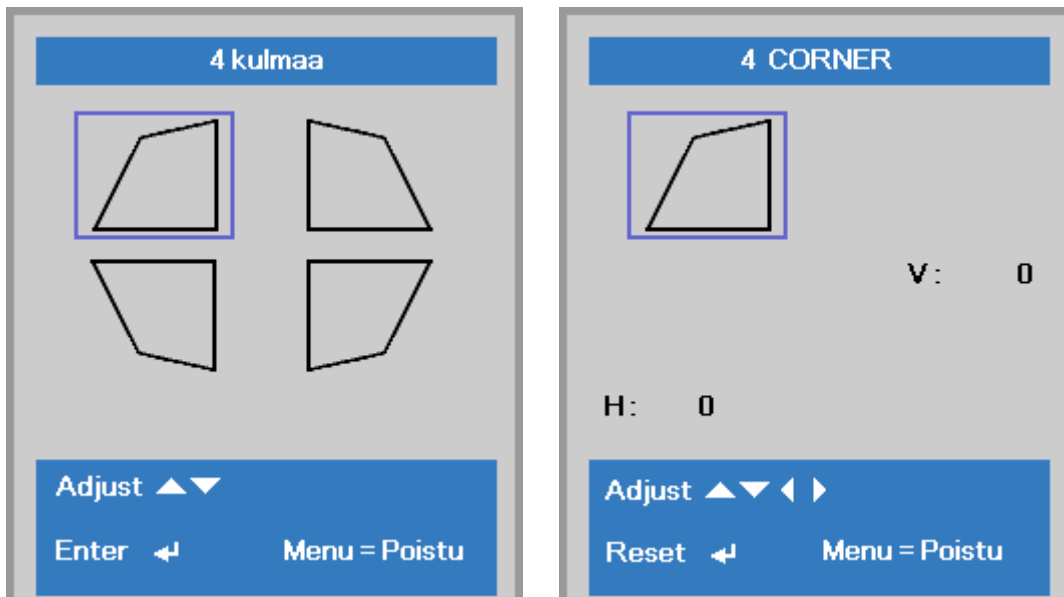 4 kulmaa
Adjust
Enter Menu = Poistu
4 CORNER
V: 0
H: 0
Adjust
Reset Menu = Poistu